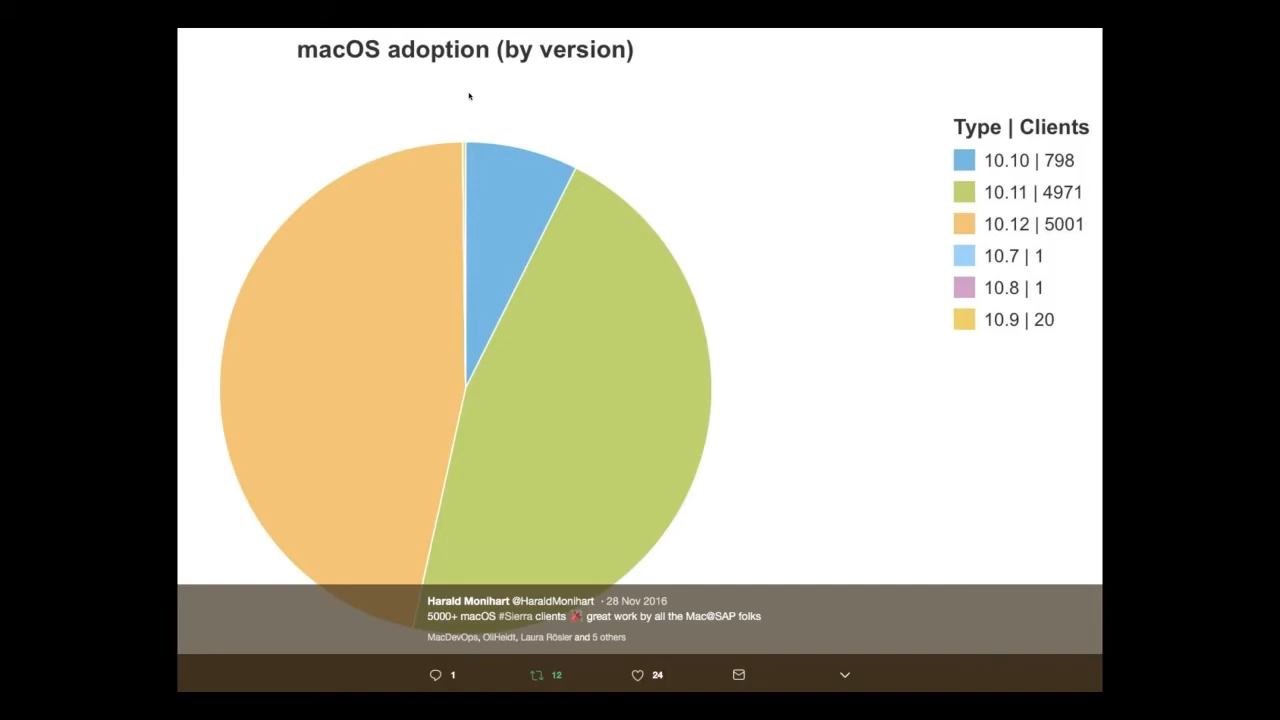 macOS adoption (by version)
Type | Clients
10.10 | 798
10.11 | 4971
10.12 | 5001
10.7 | 1
10.8 | 1
10.9 | 20
Harald Monihart @HaraldMonihart · 28 Nov 2016
5000+ macOS #Sierra clients great work by all the Mac@SAP folks
MacDevOps, OliHeidt, Laura Rösler and 5 others
1 12 24